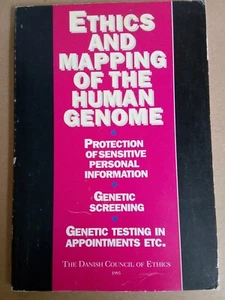 ETHICS
AND
MAPPING
OF THE
HUMAN
GENOME
PROTECTION
OF SENSITIVE
PERSONAL
INFORMATION
GENETIC
SCREENING
GENETIC TESTING IN
APPOINTMENTS ETC.
THE DANISH COUNCIL OF ETHICS
1993